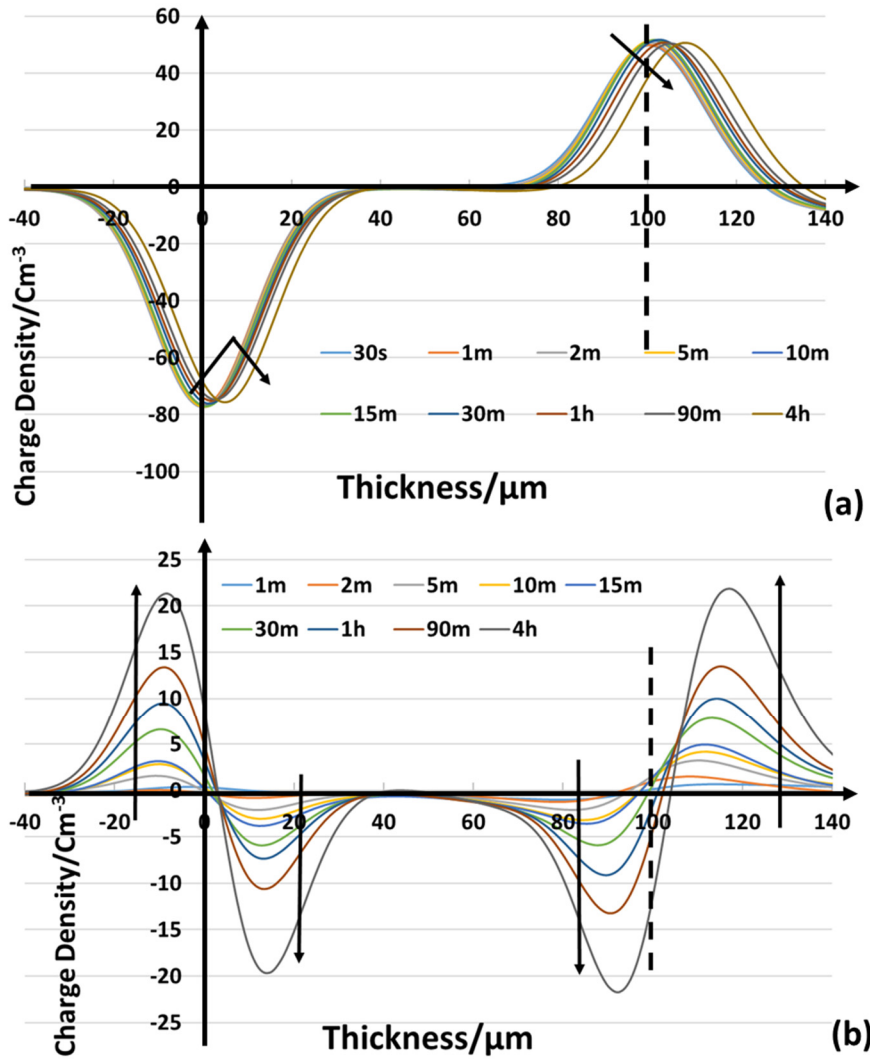 60
40
20
0
-40 -20 0 20 40 60 80 100 120 140
-20
-40
-60
-80
-100
Charge Density/Cm-3
30s 1m 2m 5m 10m
15m 30m 1h 90m 4h
Thickness/μm
(a)
25
20
15
10
5
0
-40 -20 0 20 40 60 80 100 120 140
-5
-10
-15
-20
-25
Charge Density/Cm-3
1m 2m 5m 10m 15m
30m 1h 90m 4h
Thickness/μm
(b)